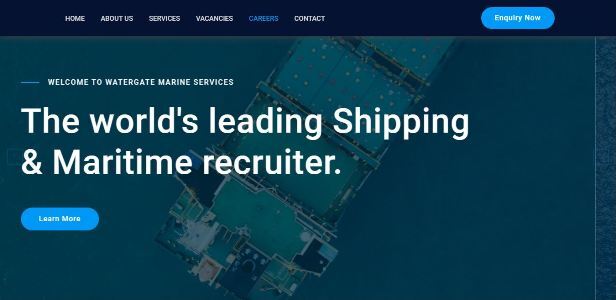 HOME ABOUT US SERVICES VACANCIES CAREERS CONTACT Enquiry Now
WELCOME TO WATERGATE MARINE SERVICES
The world's leading Shipping
& Maritime recruiter.
Learn More